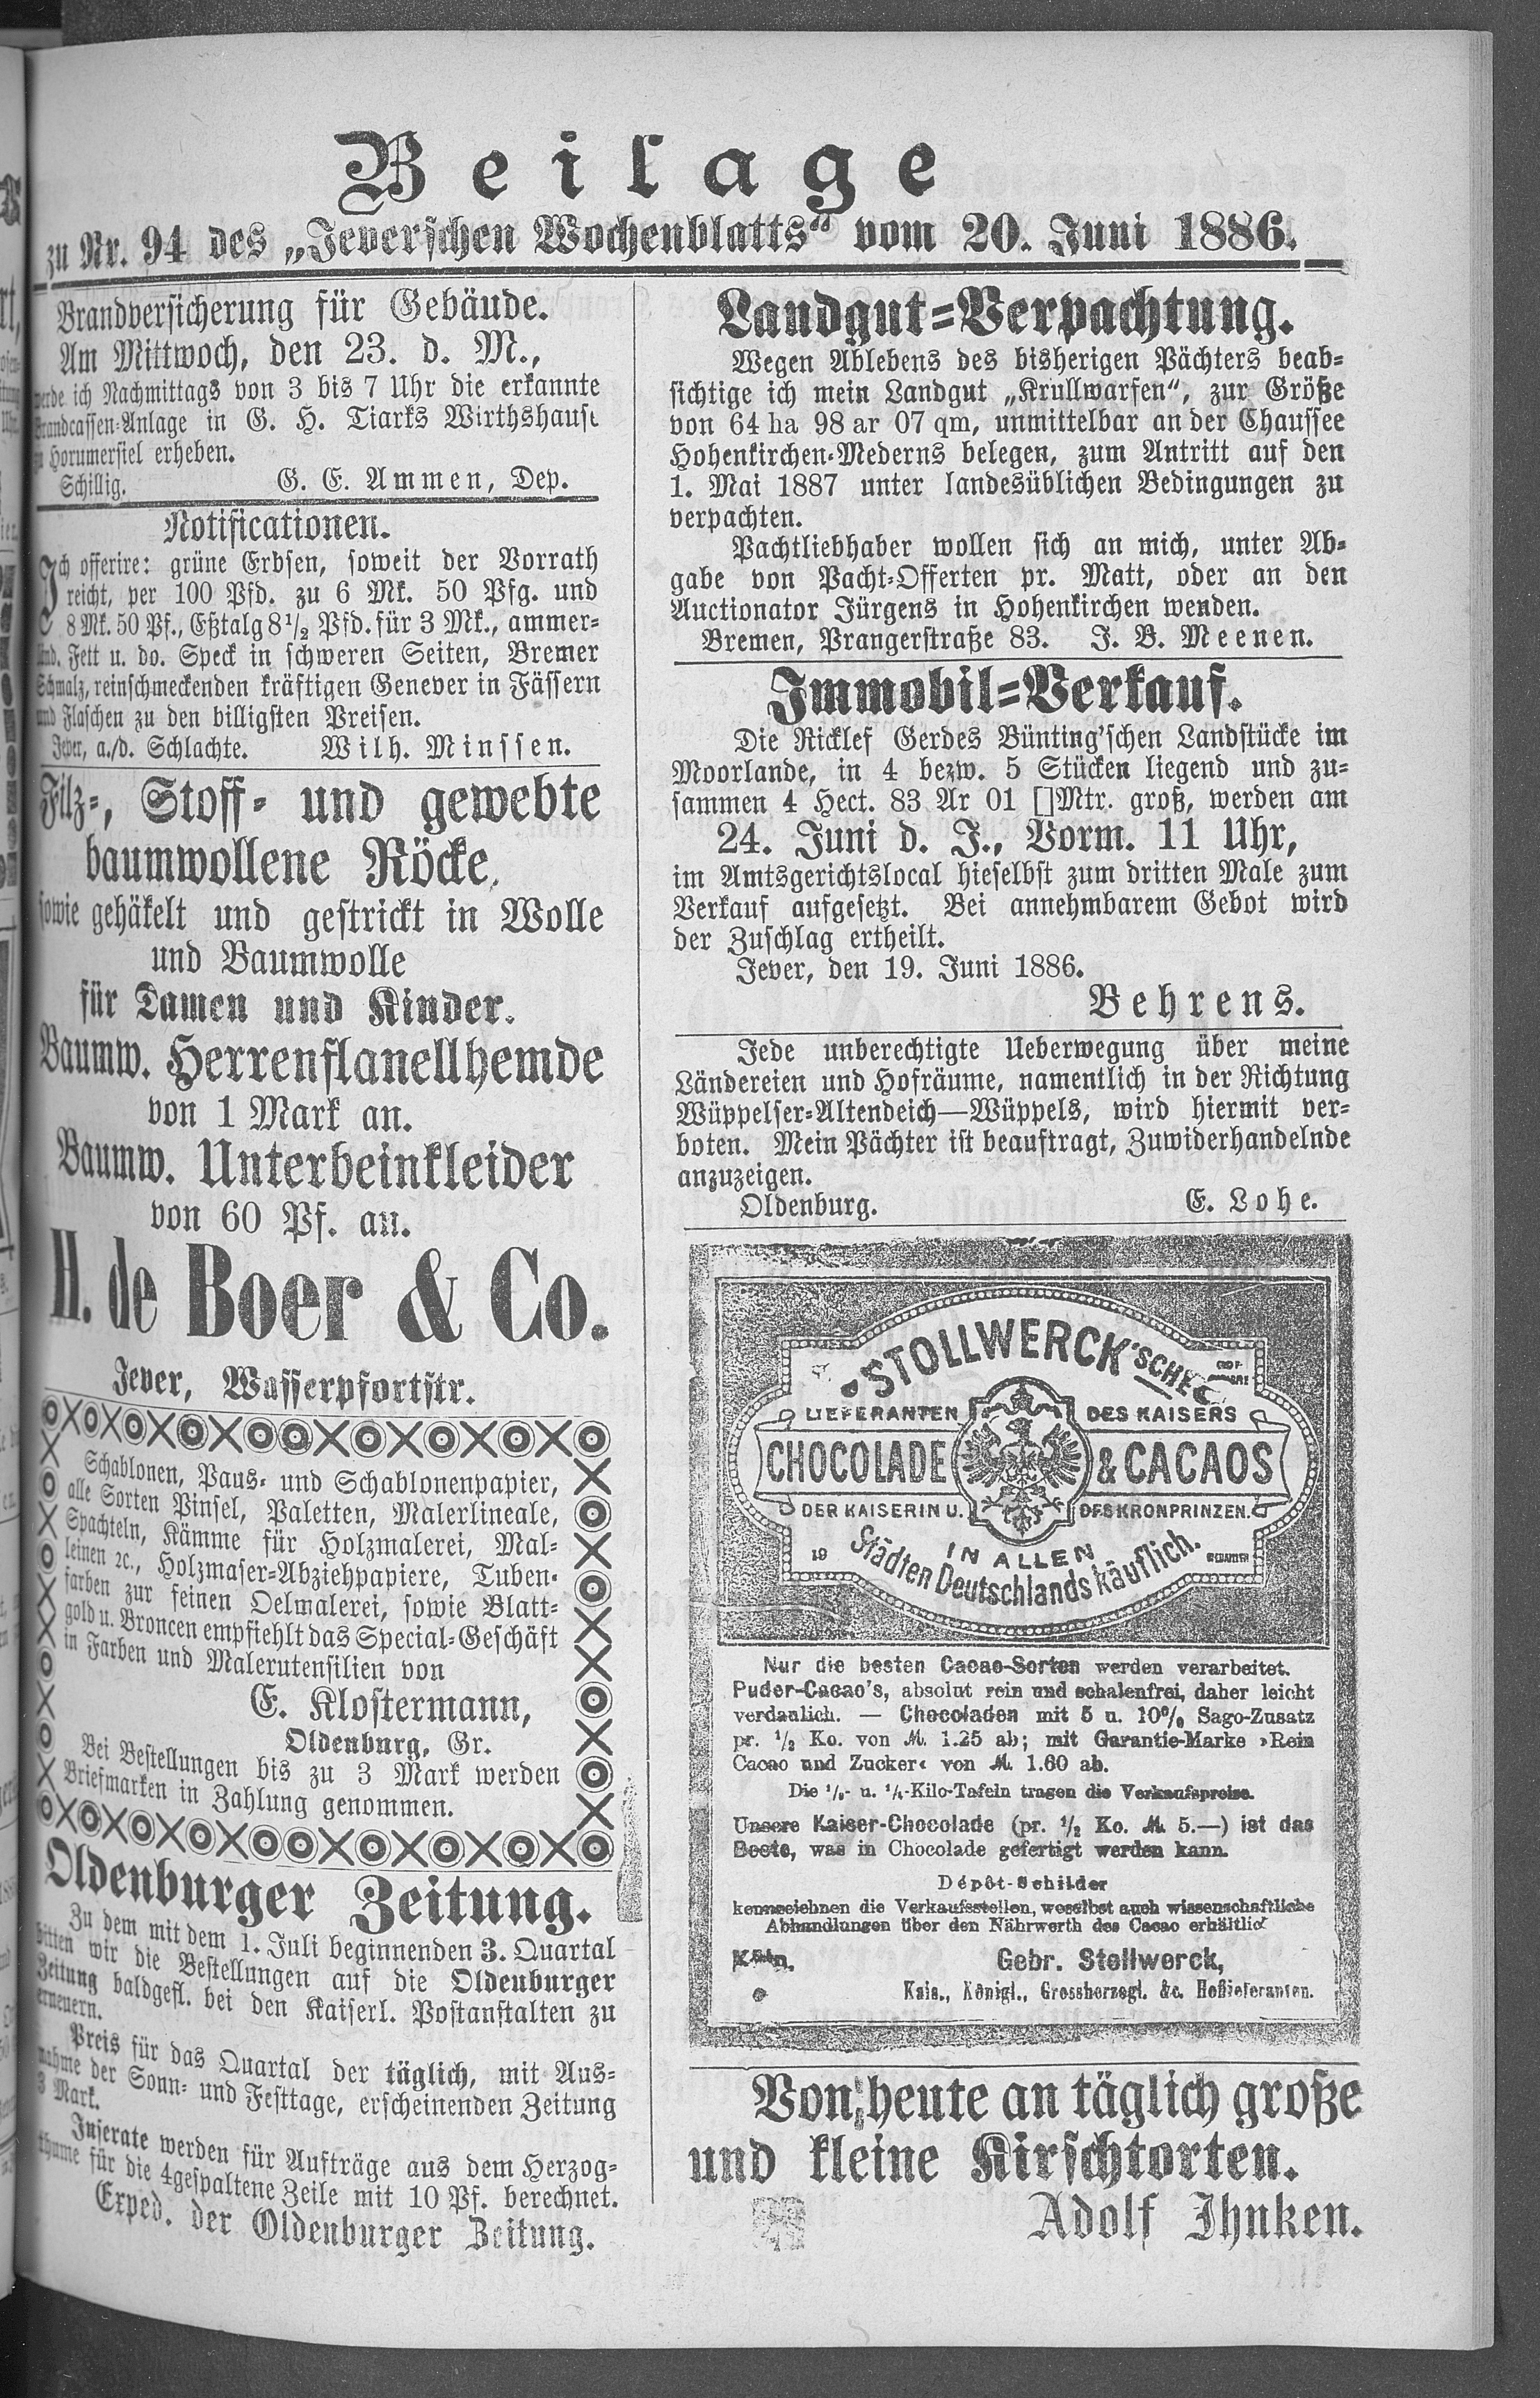 Beilage
zu Nr. 94 des „Jeverschen Wochenblatts“ vom 20. Juni 1886.
Brandversicherung für Gebäude.
Am Mittwoch, den 23. d. M.,
werde ich Nachmittags von 3 bis 7 Uhr die erkannte
Brandcassen-Anlage in G. H. Tiarks Wirthshause
zu Horumersiel erheben.
Schillig. G. E. Ammen, Dep.
Notificationen.
Ich offerire: grüne Erbsen, soweit der Vorrath
reicht, per 100 Pfd. zu 6 Mk. 50 Pfg. und
8 Mk. 50 Pf., Eßtalg 8½ Pfd. für 3 Mk., ammer-
länd. Fett u. do. Speck in schweren Seiten, Bremer
Schmalz, reinschmeckenden kräftigen Genever in Fässern
und Flaschen zu den billigsten Preisen.
Jever, a./d. Schlachte. Wilh. Minssen.
Filz-, Stoff- und gewebte
baumwollene Röcke,
sowie gehäkelt und gestrickt in Wolle
und Baumwolle
für Damen und Kinder.
Baumw. Herrenflanellhemde
von 1 Mark an.
Baumw. Unterbeinkleider
von 60 Pf. an.
H. de Boer & Co.
Jever, Wasserpfortstr.
Schablonen, Paus- und Schablonenpapier,
alle Sorten Pinsel, Paletten, Malerlineale,
Spachteln, Kämme für Holzmalerei, Mal-
leinen ꝛc., Holzmaser-Abziehpapiere, Tuben-
farben zur feinen Oelmalerei, sowie Blatt-
gold u. Broncen empfiehlt das Special-Geschäft
in Farben und Malerutensilien von
E. Klostermann,
Oldenburg, Gr.
Bei Bestellungen bis zu 3 Mark werden
Briefmarken in Zahlung genommen.
Oldenburger Zeitung.
Zu dem mit dem 1. Juli beginnenden 3. Quartal
bitten wir die Bestellungen auf die Oldenburger
Zeitung baldgefl. bei den Kaiserl. Postanstalten zu
erneuern.
Preis für das Quartal der täglich, mit Aus-
nahme der Sonn- und Festtage, erscheinenden Zeitung
3 Mark.
Inserate werden für Aufträge aus dem Herzog-
thume für die 4gespaltene Zeile mit 10 Pf. berechnet.
Exped. der Oldenburger Zeitung.
Landgut-Verpachtung.
Wegen Ablebens des bisherigen Pächters beab-
sichtige ich mein Landgut „Krullwarfen“, zur Größe
von 64 ha 98 ar 07 qm, unmittelbar an der Chaussee
Hohenkirchen-Mederns belegen, zum Antritt auf den
1. Mai 1887 unter landesüblichen Bedingungen zu
verpachten.
Pachtliebhaber wollen sich an mich, unter Ab-
gabe von Pacht-Offerten pr. Matt, oder an den
Auctionator Jürgens in Hohenkirchen wenden.
Bremen, Prangerstraße 83. J. B. Meenen.
Immobil-Verkauf.
Die Ricklef Gerdes Bünting'schen Landstücke im
Moorlande, in 4 bezw. 5 Stücken liegend und zu-
sammen 4 Hect. 83 Ar 01 []Mtr. groß, werden am
24. Juni d. J., Vorm. 11 Uhr,
im Amtsgerichtslocal hieselbst zum dritten Male zum
Verkauf aufgesetzt. Bei annehmbarem Gebot wird
der Zuschlag ertheilt.
Jever, den 19. Juni 1886.
Behrens.
Jede unberechtigte Ueberwegung über meine
Ländereien und Hofräume, namentlich in der Richtung
Wüppelser-Altendeich—Wüppels, wird hiermit ver-
boten. Mein Pächter ist beauftragt, Zuwiderhandelnde
anzuzeigen.
Oldenburg. E. Lohe.
STOLLWERCK'SCHE
LIEFERANTEN DES KAISERS
CHOCOLADE & CACAOS
DER KAISERIN U. DES KRONPRINZEN.
IN ALLEN
Städten Deutschlands käuflich.
19
Nur die besten Cacao-Sorten werden verarbeitet.
Puder-Cacao's, absolut rein und schalenfrei, daher leicht
verdaulich. — Chocoladen mit 5 u. 10% Sago-Zusatz
pr. ½ Ko. von M. 1.25 ab; mit Garantie-Marke »Rein
Cacao und Zucker« von M. 1.60 ab.
Die ½- u. ¼-Kilo-Tafeln tragen die Verkaufspreise.
Unsere Kaiser-Chocolade (pr. ½ Ko. M. 5.—) ist das
Beste, was in Chocolade gefertigt werden kann.
Dépôt-Schilder
kennzeichnen die Verkaufsstellen, woselbst auch wissenschaftliche
Abhandlungen über den Nährwerth des Cacao erhältlich
Köln. Gebr. Stollwerck,
Kais., Königl., Grossherzogl. &c. Hoflieferanten.
Von heute an täglich große
und kleine Kirschtorten.
Adolf Ihnken.